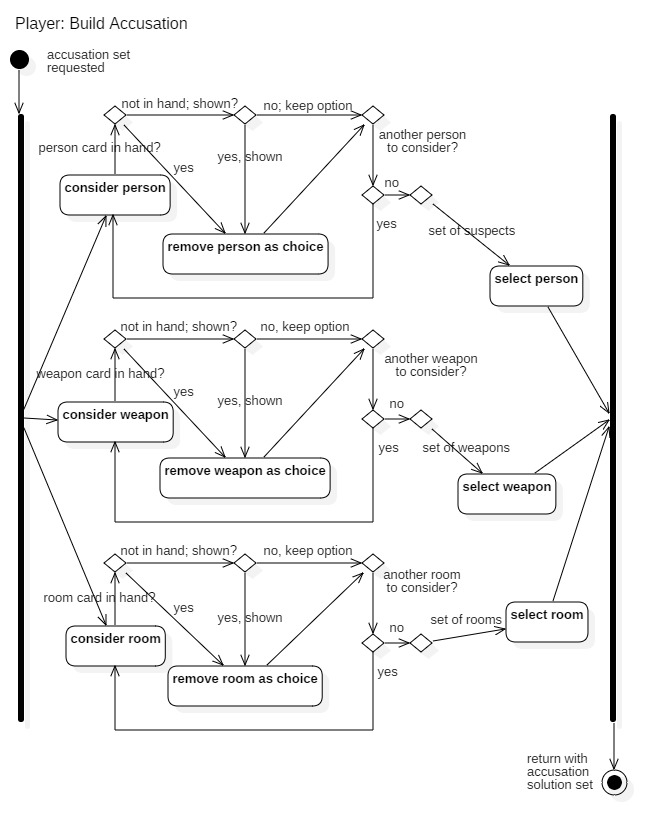 Player: Build Accusation
accusation set
requested
not in hand; shown?
no; keep option
another person
to consider?
person card in hand?
yes
yes, shown
no
consider person
yes
set of suspects
remove person as choice
select person
not in hand; shown?
no, keep option
another weapon
to consider?
weapon card in hand?
yes
yes, shown
no
consider weapon
yes
set of weapons
remove weapon as choice
select weapon
not in hand; shown?
no, keep option
another room
to consider?
room card in hand?
yes
yes, shown
no
set of rooms
select room
consider room
yes
remove room as choice
return with
accusation
solution set